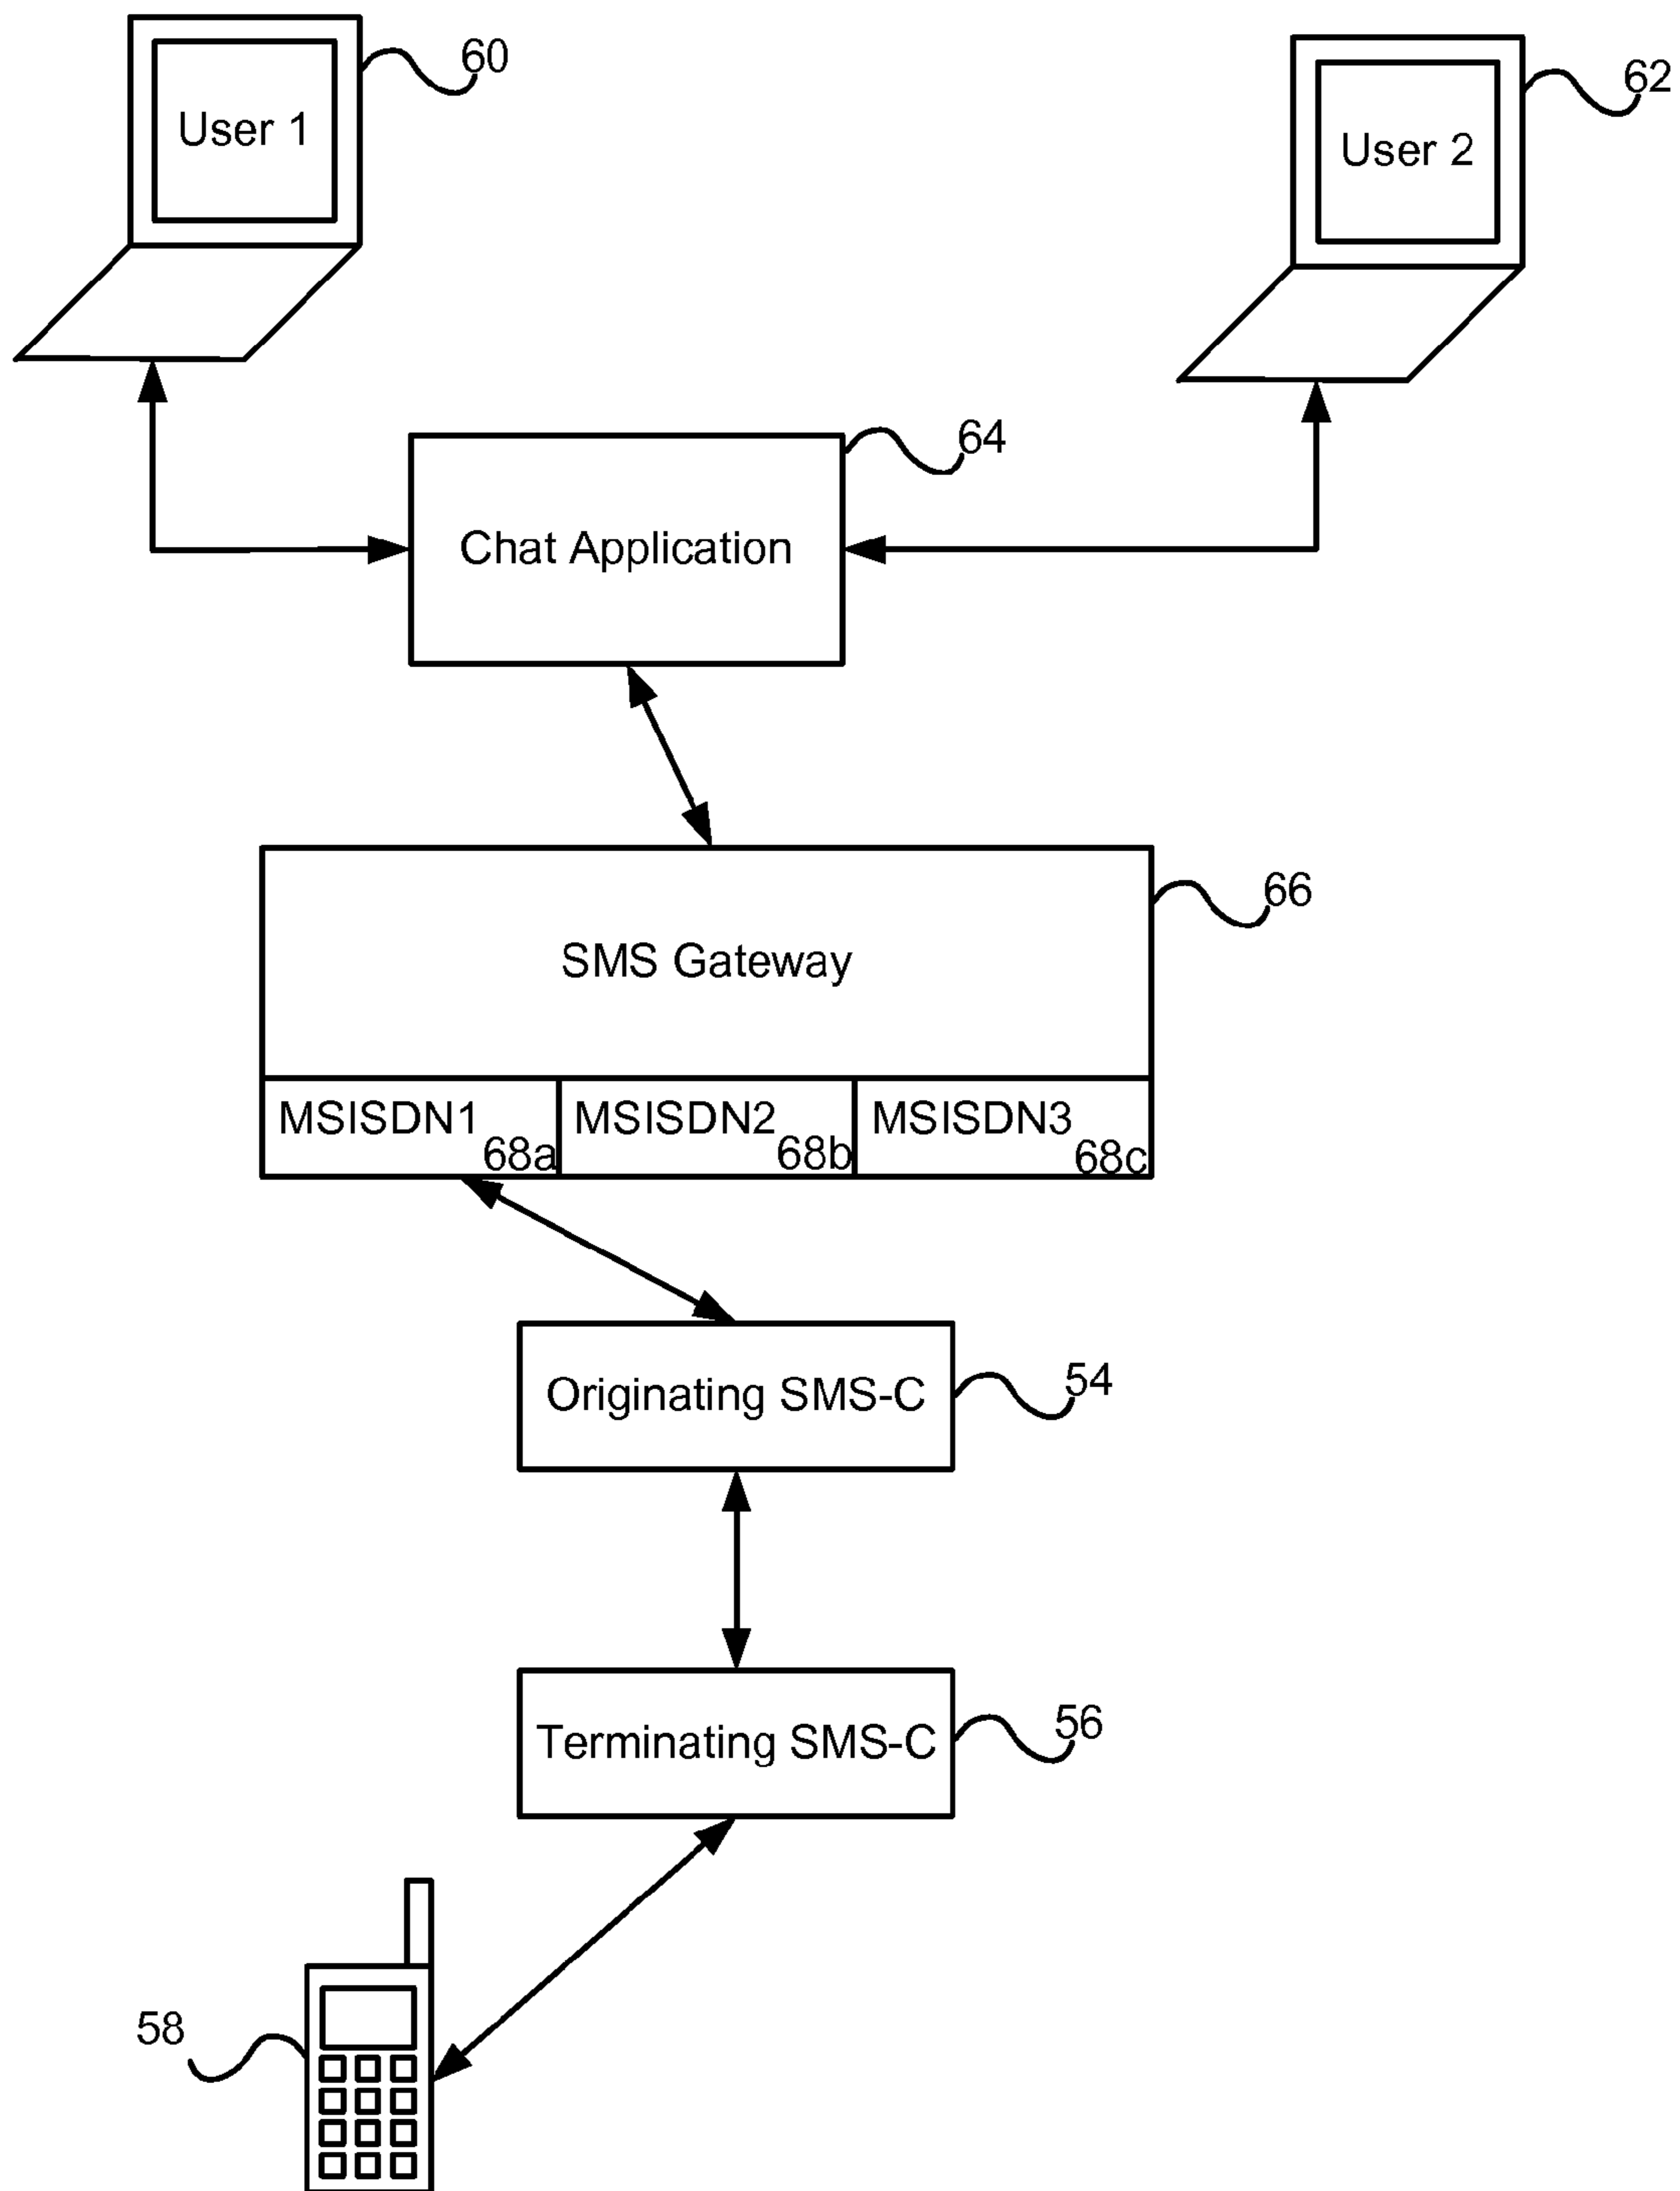 60
User 1
62
User 2
64
Chat Application
66
SMS Gateway
MSISDN1
68a
MSISDN2
68b
MSISDN3
68c
Originating SMS-C
54
Terminating SMS-C
56
58